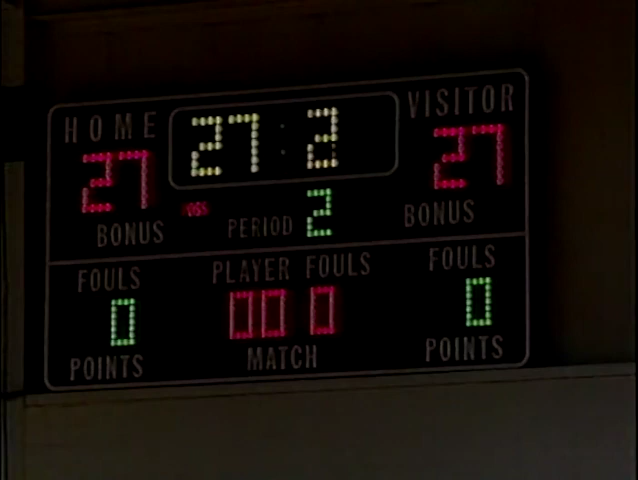 HOME 27 : 2 VISITOR
27 27
BONUS PERIOD 2 BONUS
FOULS PLAYER FOULS FOULS
0 00 0 0
POINTS MATCH POINTS